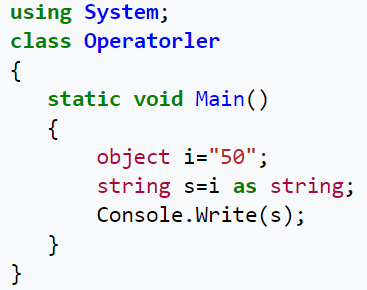 using System;
class Operatorler
{
static void Main()
{
object i="50";
string s=i as string;
Console.Write(s);
}
}